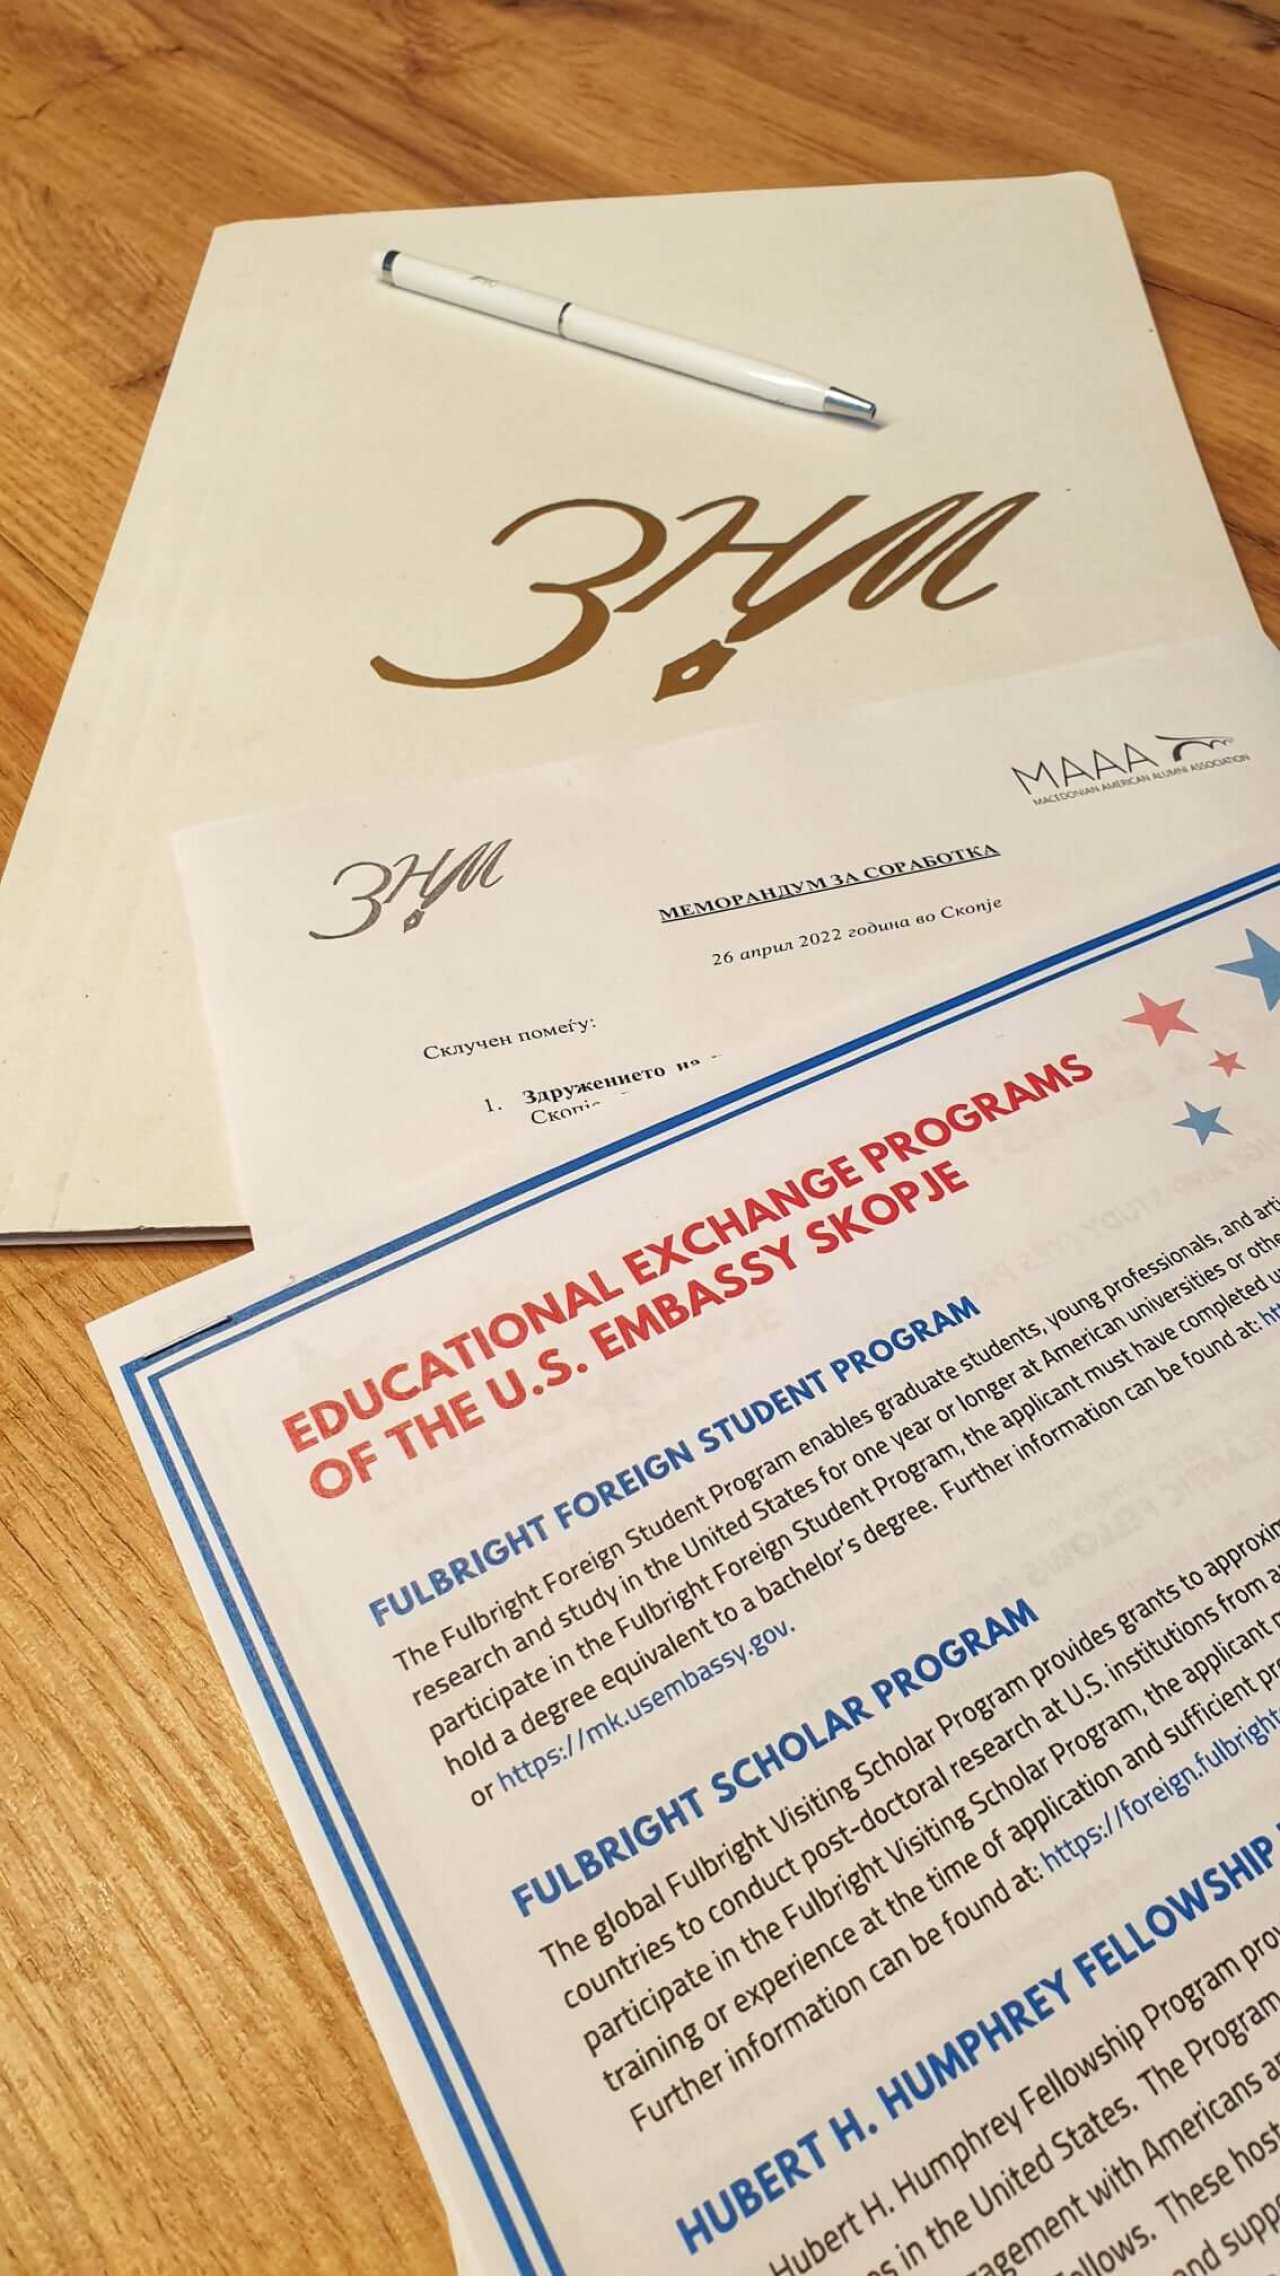 ЗНМ
MAAA
MACEDONIAN AMERICAN ALUMNI ASSOCIATION
ЗНМ
МЕМОРАНДУМ ЗА СОРАБОТКА
26 април 2022 година во Скопје
Склучен помеѓу:
1. Здружението на
EDUCATIONAL EXCHANGE PROGRAMS
OF THE U.S. EMBASSY SKOPJE
FULBRIGHT FOREIGN STUDENT PROGRAM
The Fulbright Foreign Student Program enables graduate students, young professionals, and
research and study in the United States for one year or longer at American universities or
participate in the Fulbright Foreign Student Program, the applicant must have completed
hold a degree equivalent to a bachelor's degree. Further information can be found at:
or https://mk.usembassy.gov.
FULBRIGHT SCHOLAR PROGRAM
The global Fulbright Visiting Scholar Program provides grants to
countries to conduct post-doctoral research at U.S. institutions from
participate in the Fulbright Visiting Scholar Program, the applicant
training or experience at the time of application and sufficient
Further information can be found at: https://foreign.fulbright
HUBERT H. HUMPHREY FELLOWSHIP
Hubert H. Humphrey Fellowship Program
in the United States. The Program
with Americans
These
and